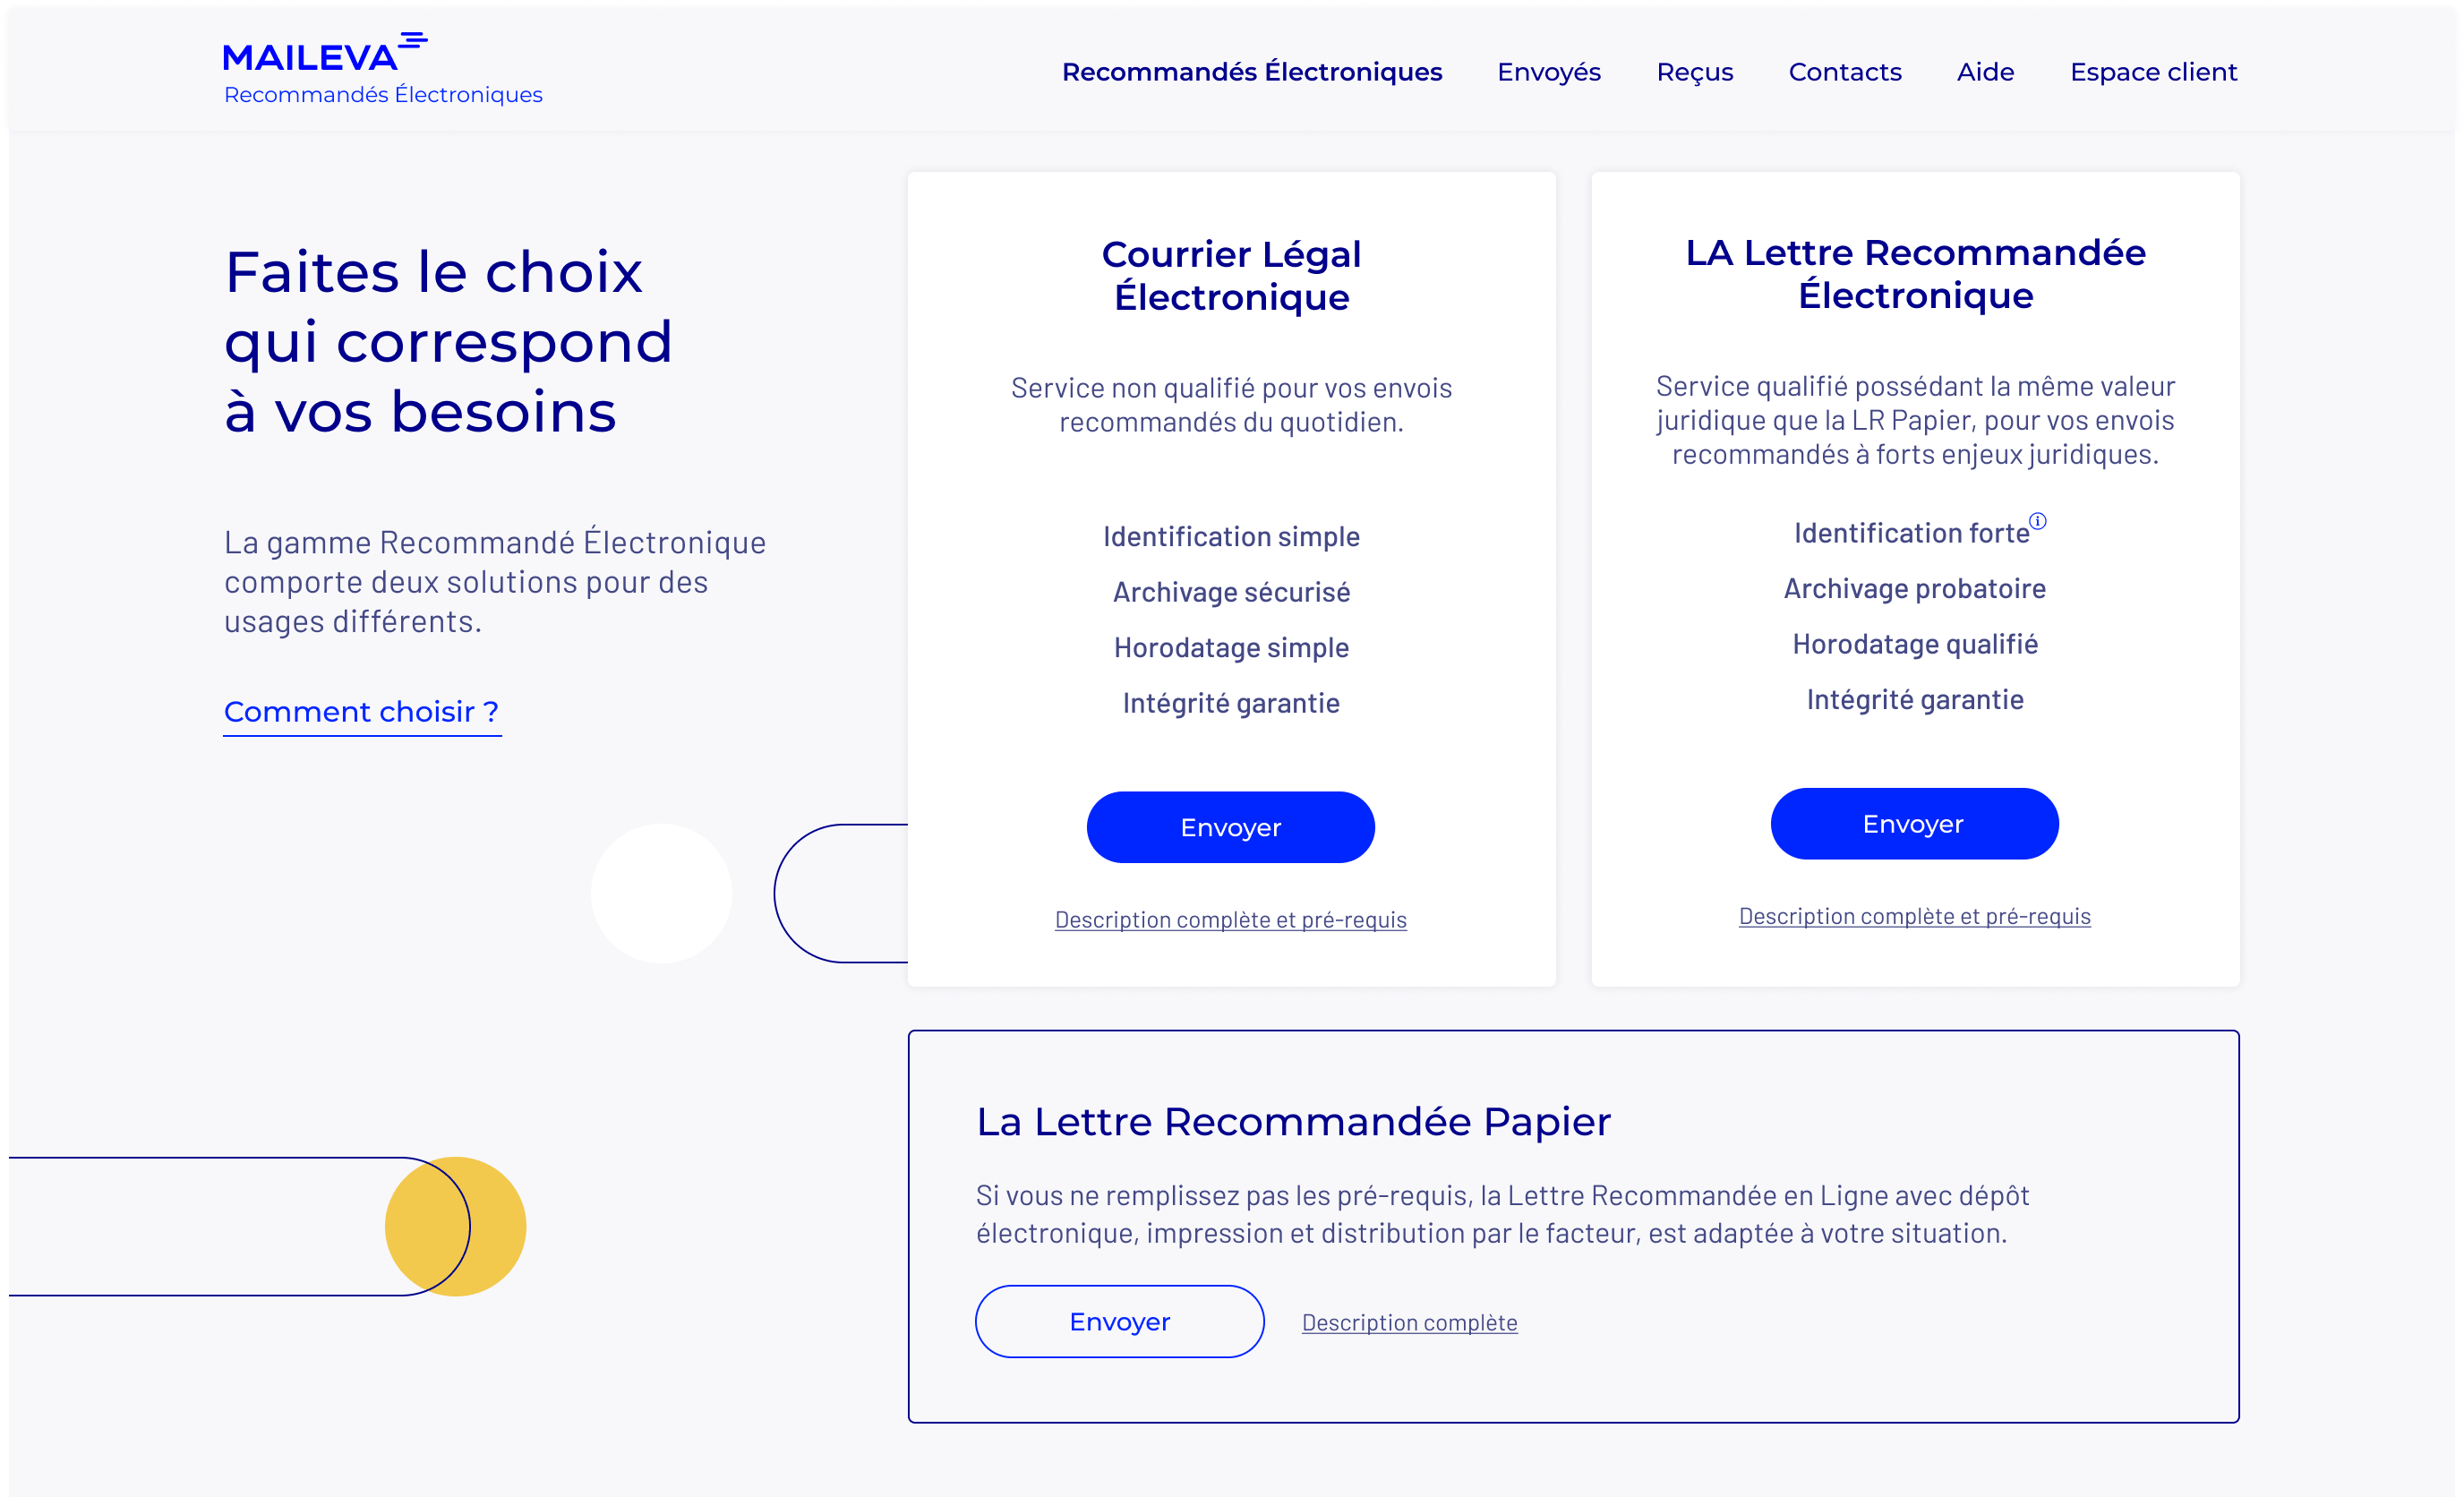 MAILEVA
Recommandés Électroniques
Recommandés Électroniques
Envoyés
Reçus
Contacts
Aide
Espace client
Faites le choix
qui correspond
à vos besoins
La gamme Recommandé Électronique
comporte deux solutions pour des
usages différents.
Comment choisir ?
Courrier Légal
Électronique
Service non qualifié pour vos envois
recommandés du quotidien.
Identification simple
Archivage sécurisé
Horodatage simple
Intégrité garantie
Envoyer
Description complète et pré-requis
LA Lettre Recommandée
Électronique
Service qualifié possédant la même valeur
juridique que la LR Papier, pour vos envois
recommandés à forts enjeux juridiques.
Identification forte
Archivage probatoire
Horodatage qualifié
Intégrité garantie
Envoyer
Description complète et pré-requis
La Lettre Recommandée Papier
Si vous ne remplissez pas les pré-requis, la Lettre Recommandée en Ligne avec dépôt
électronique, impression et distribution par le facteur, est adaptée à votre situation.
Envoyer
Description complète